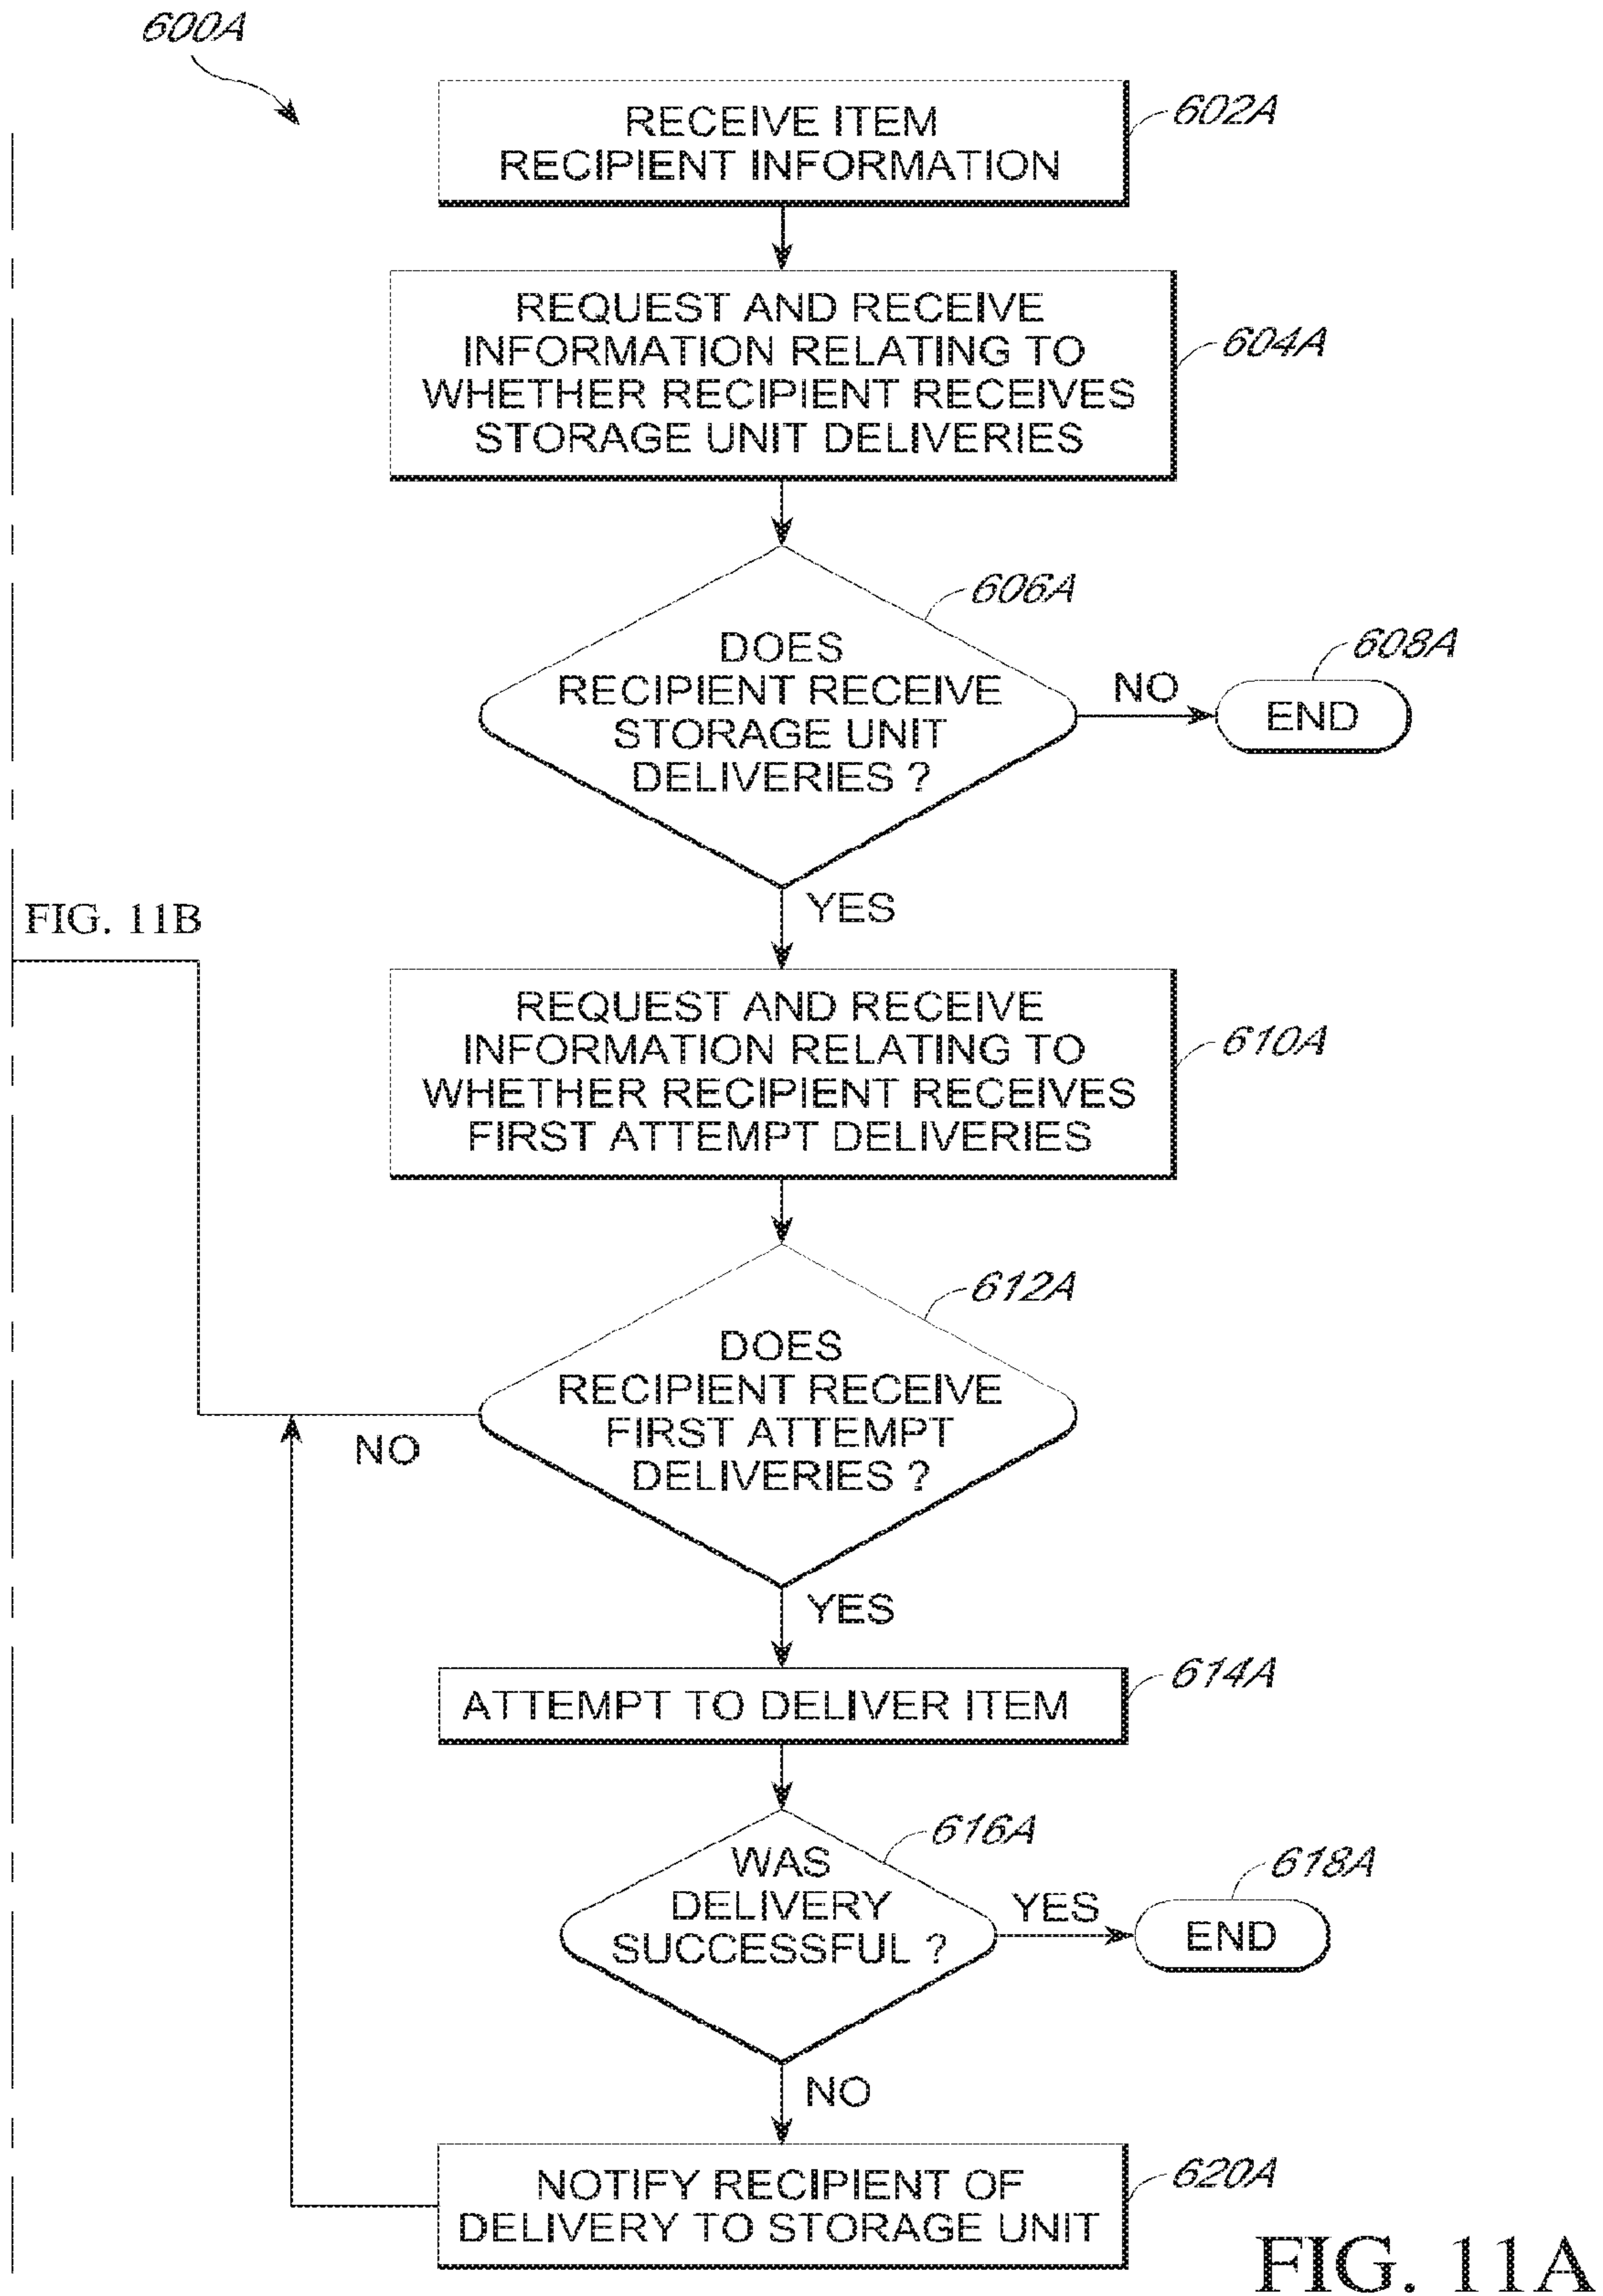 600A
RECEIVE ITEM
RECIPIENT INFORMATION
602A
REQUEST AND RECEIVE
INFORMATION RELATING TO
WHETHER RECIPIENT RECEIVES
STORAGE UNIT DELIVERIES
604A
606A
DOES
RECIPIENT RECEIVE
STORAGE UNIT
DELIVERIES ?
NO
608A
END
YES
FIG. 11B
REQUEST AND RECEIVE
INFORMATION RELATING TO
WHETHER RECIPIENT RECEIVES
FIRST ATTEMPT DELIVERIES
610A
612A
DOES
RECIPIENT RECEIVE
FIRST ATTEMPT
DELIVERIES ?
NO
YES
ATTEMPT TO DELIVER ITEM
614A
616A
WAS
DELIVERY
SUCCESSFUL ?
YES
618A
END
NO
NOTIFY RECIPIENT OF
DELIVERY TO STORAGE UNIT
620A
FIG. 11A